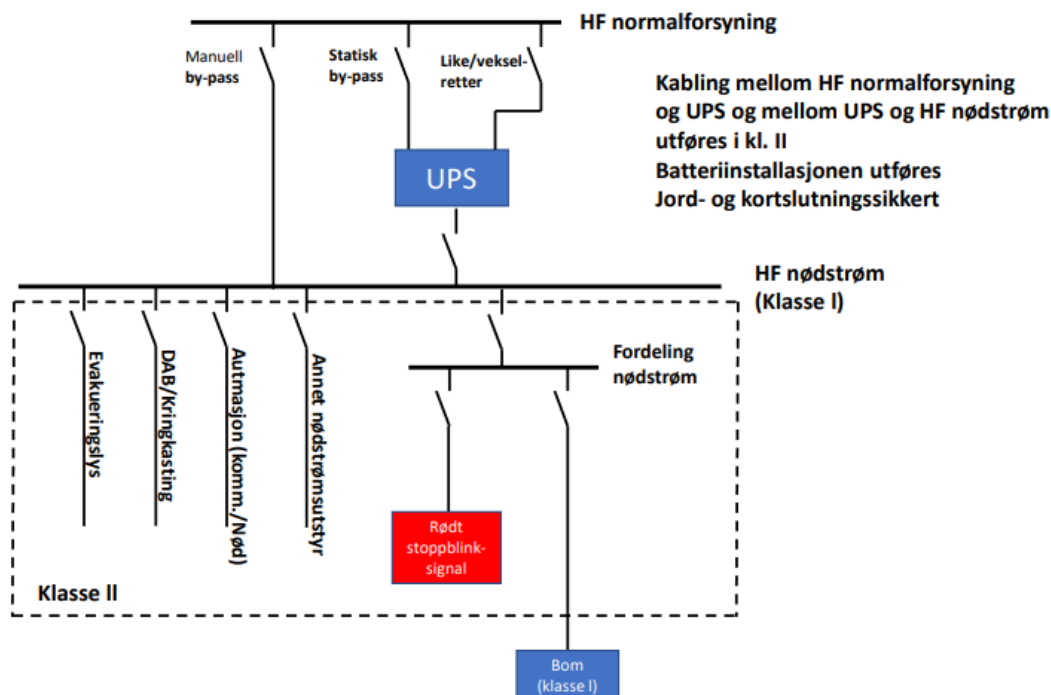 HF normalforsyning
Manuell
by-pass
Statisk
by-pass
Like/veksel-
retter
Kabling mellom HF normalforsyning
og UPS og mellom UPS og HF nødstrøm
utføres i kl. II
Batteriinstallasjonen utføres
Jord- og kortslutningssikkert
UPS
HF nødstrøm
(Klasse l)
Evakueringslys
DAB/Kringkasting
Autmasjon (komm./Nød)
Annet nødstrømsutstyr
Fordeling
nødstrøm
Rødt
stoppblink-
signal
Klasse ll
Bom
(klasse l)